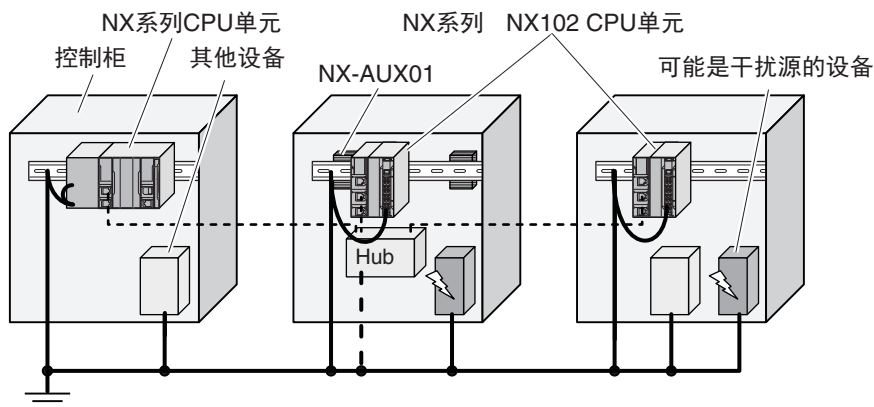 NX系列CPU单元
NX系列 NX102 CPU单元
控制柜
其他设备
NX-AUX01
可能是干扰源的设备
Hub